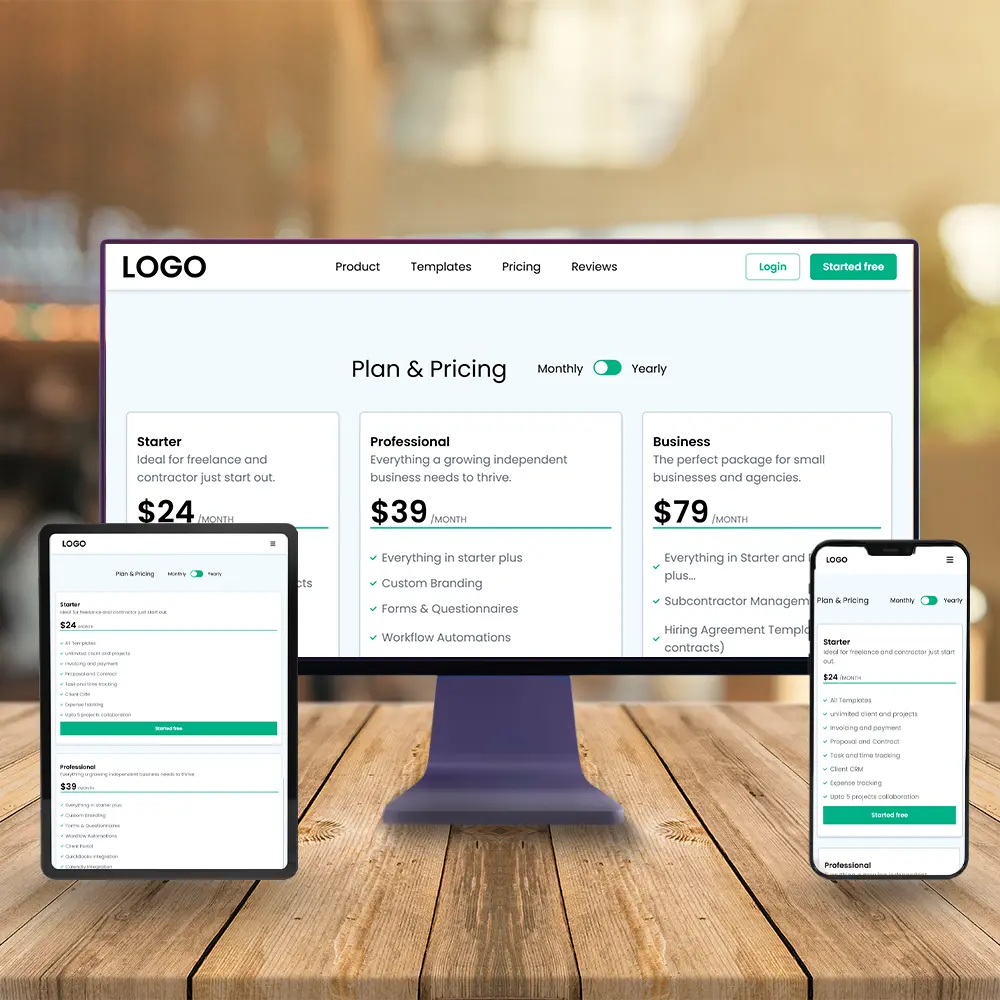 LOGO
Product Templates Pricing Reviews
Login Started free
Plan & Pricing Monthly Yearly
Starter
Ideal for freelance and
contractor just start out.
$24 /MONTH
cts
Professional
Everything a growing independent
business needs to thrive.
$39 /MONTH
Everything in starter plus
Custom Branding
Forms & Questionnaires
Workflow Automations
Business
The perfect package for small
businesses and agencies.
$79 /MONTH
Everything in Starter and
plus...
Subcontractor Managem
Hiring Agreement Templ
contracts)
LOGO
Plan & Pricing Monthly Yearly
Starter
Ideal for freelance and contractor just start out.
$24 /MONTH
All Templates
unlimited client and projects
Invoicing and payment
Proposal and Contract
Task and time tracking
Client CRM
Expense tracking
Upto 5 projects collaboration
Started free
Professional
Everything a growing independent business needs to thrive.
$39 /MONTH
Everything in starter plus
Custom Branding
Forms & Questionnaires
Workflow Automations
Client Portal
QuickBooks Integration
Calendly Integration
LOGO
Plan & Pricing Monthly Yearly
Starter
Ideal for freelance and contractor just start
out.
$24 /MONTH
All Templates
unlimited client and projects
Invoicing and payment
Proposal and Contract
Task and time tracking
Client CRM
Expense tracking
Upto 5 projects collaboration
Started free
Professional